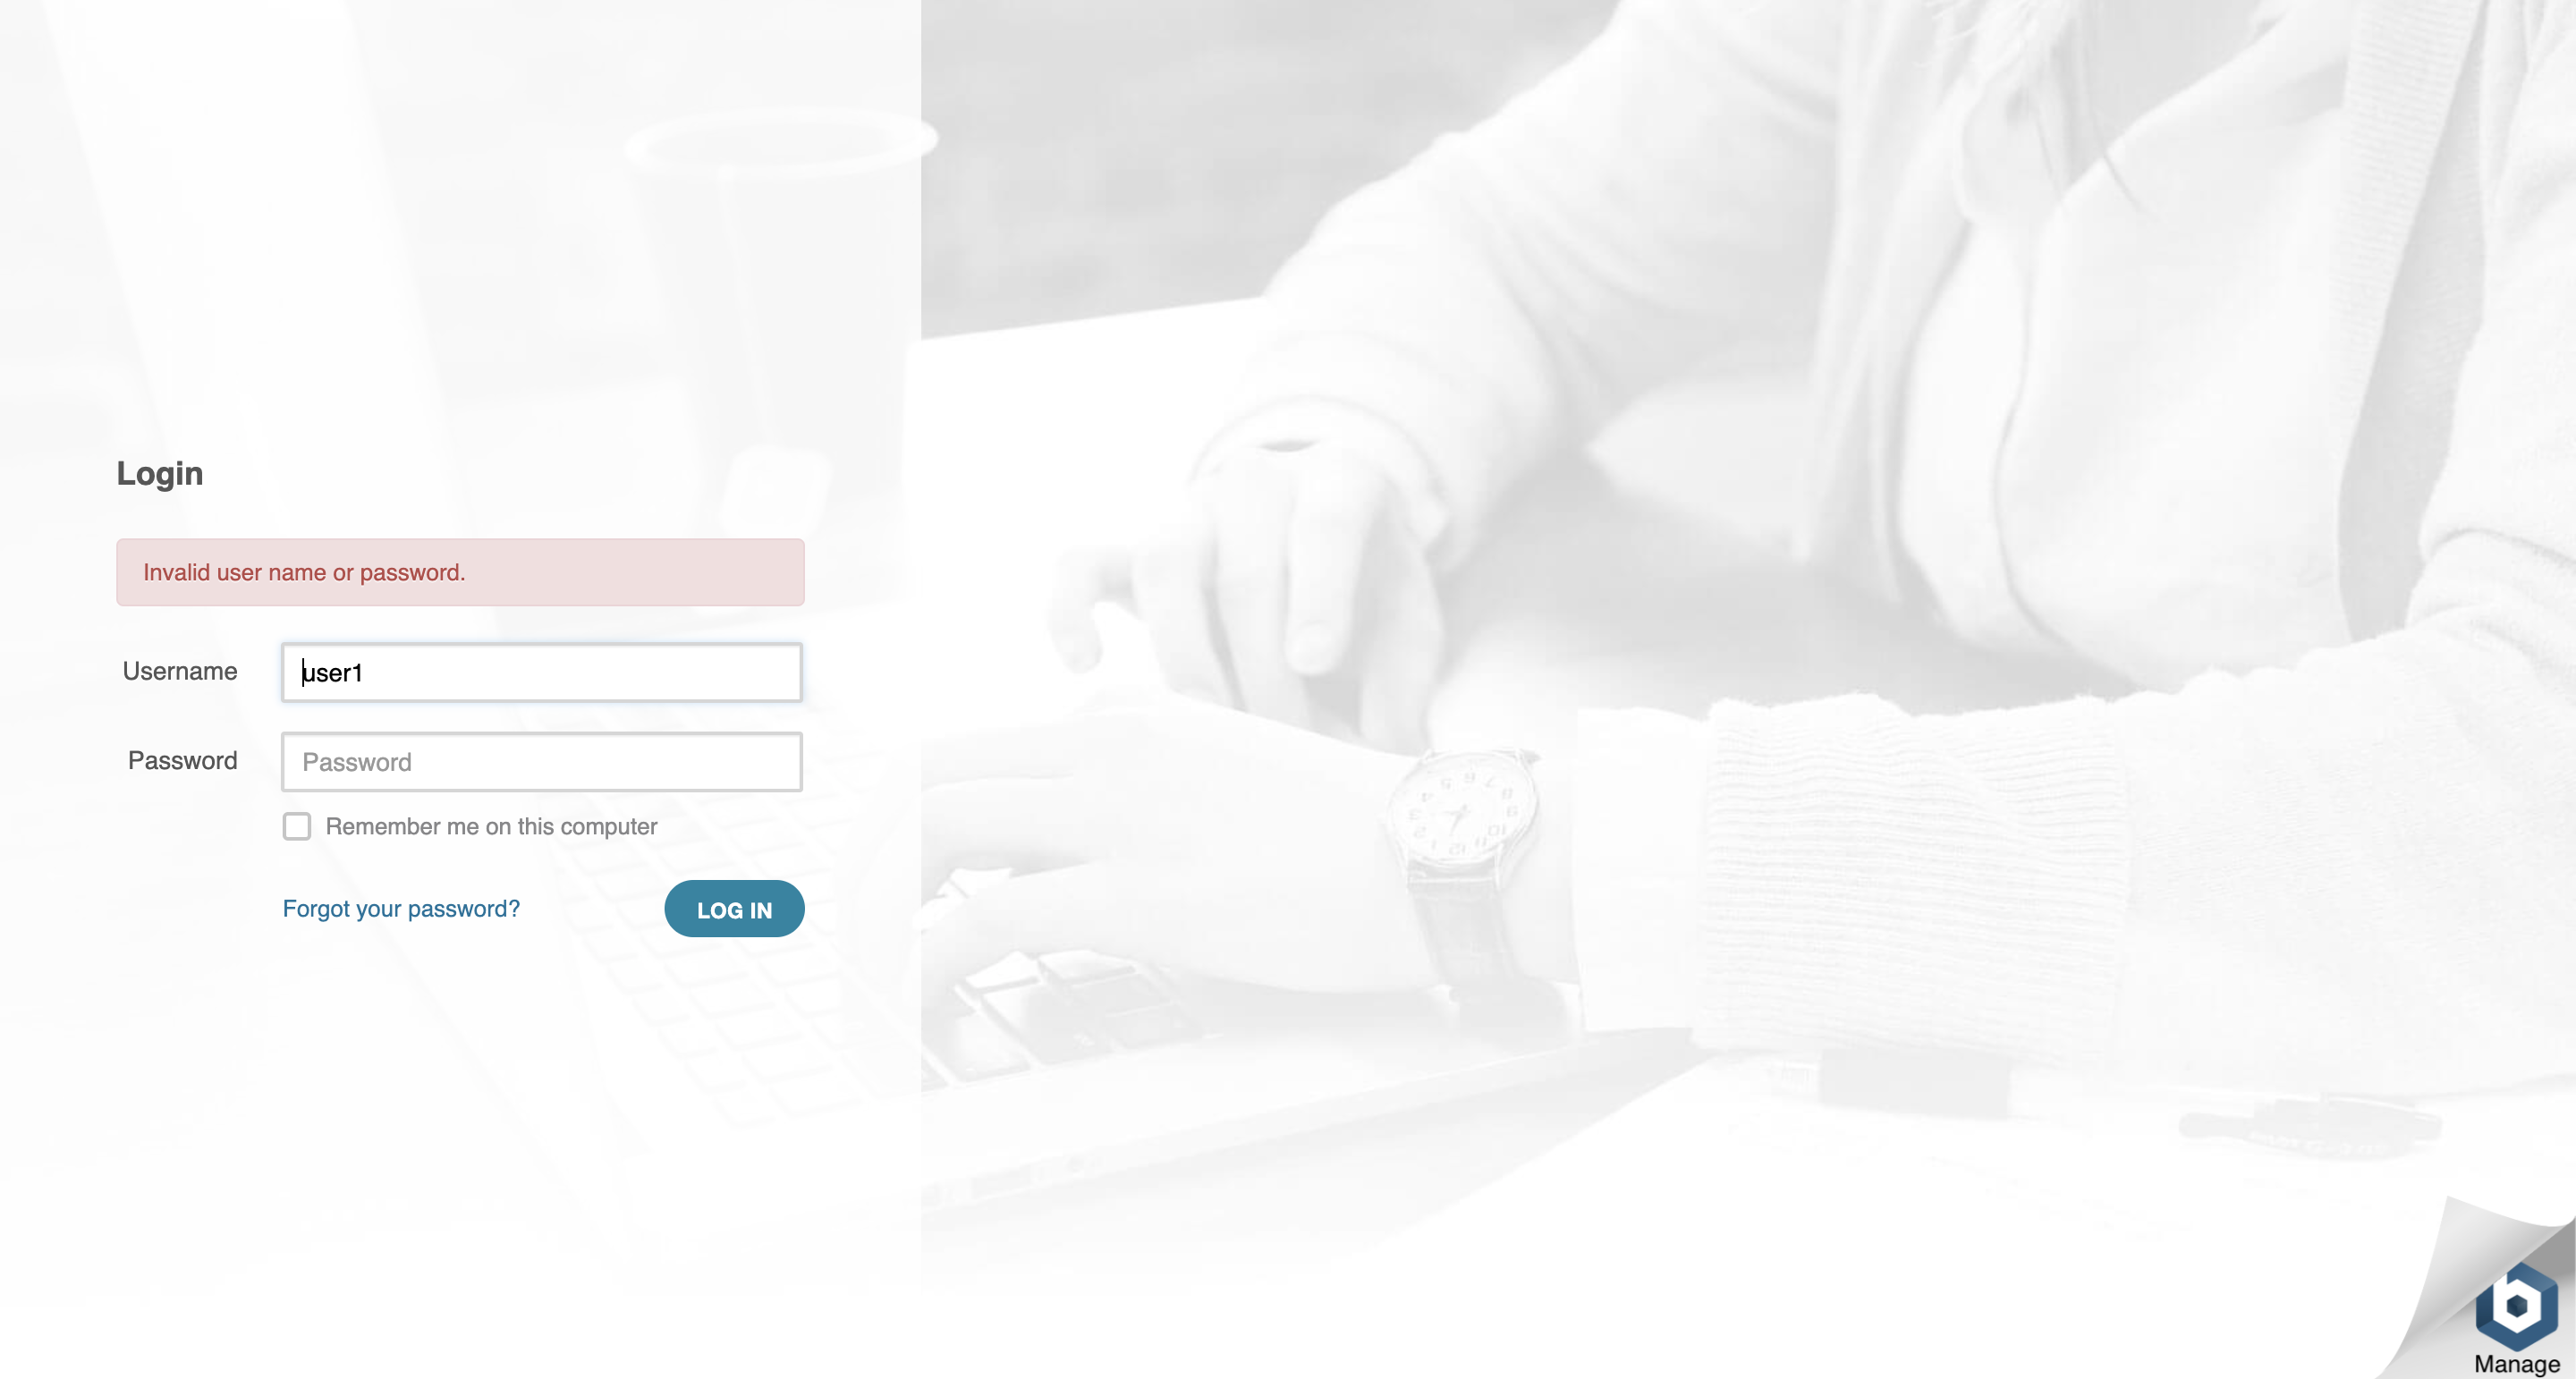 Login
Invalid user name or password.
Username
user1
Password
Password
Remember me on this computer
Forgot your password?
LOG IN
Manage